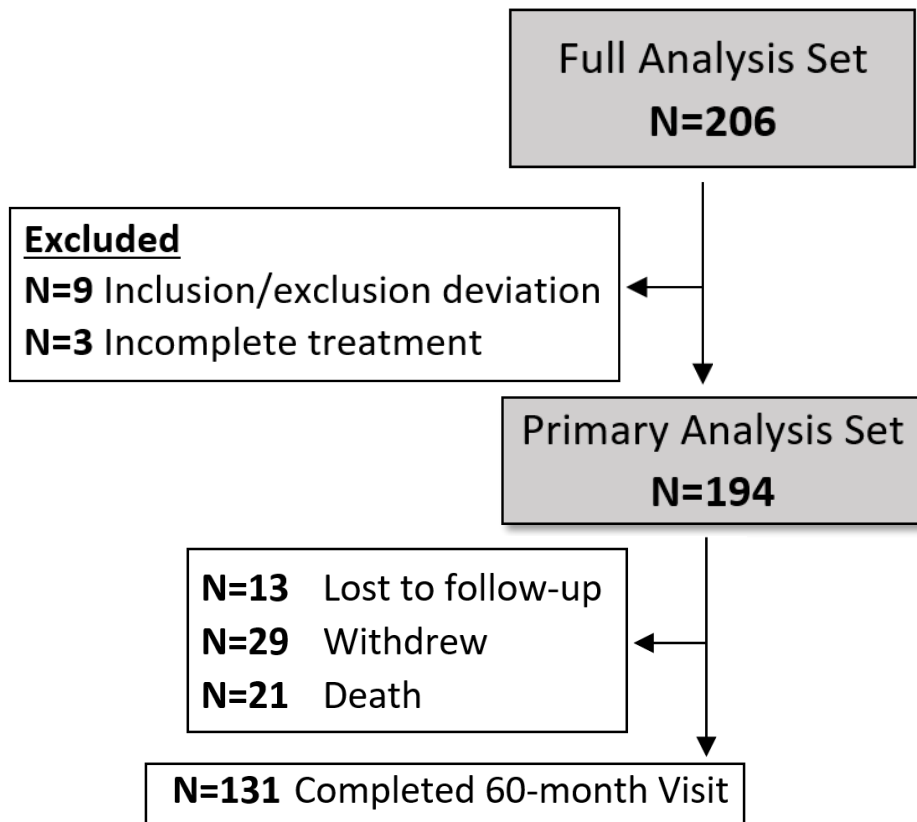 Full Analysis Set
N=206
Excluded
N=9 Inclusion/exclusion deviation
N=3 Incomplete treatment
Primary Analysis Set
N=194
N=13 Lost to follow-up
N=29 Withdrew
N=21 Death
N=131 Completed 60-month Visit